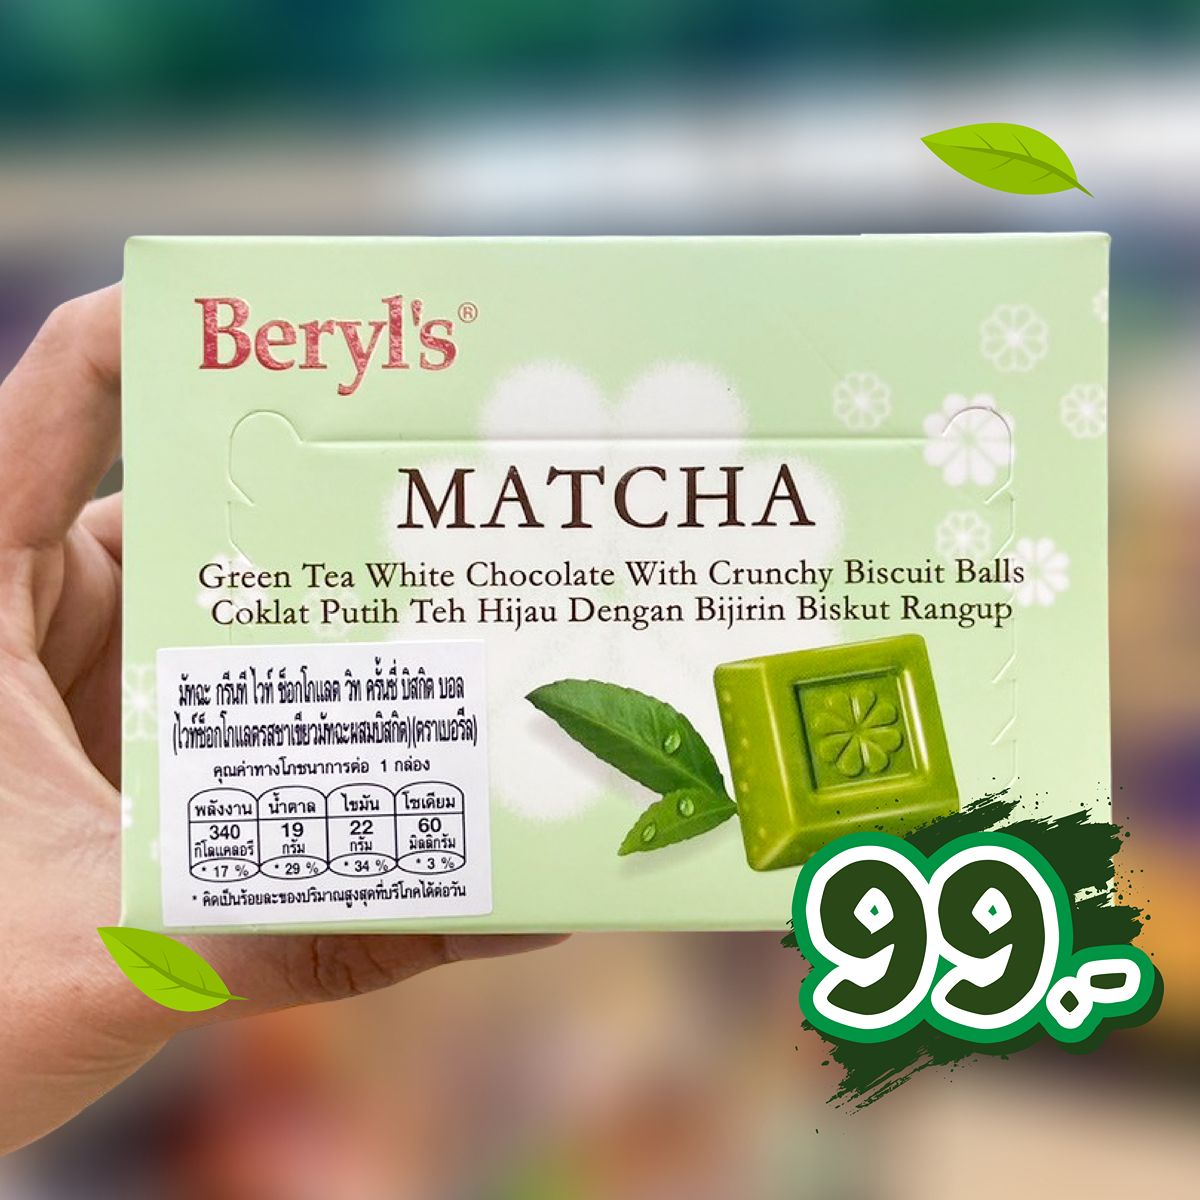 Beryl's®
MATCHA
Green Tea White Chocolate With Crunchy Biscuit Balls
Coklat Putih Teh Hijau Dengan Bijirin Biskut Rangup
มัทฉะ กรีนที ไวท์ ช็อกโกแลต วิท ครั้นชี่ บิสกิต บอล
(ไวท์ช็อกโกแลตรสชาเขียวมัทฉะผสมบิสกิต)(ตราเบอรีล)
คุณค่าทางโภชนาการต่อ 1 กล่อง
พลังงาน น้ำตาล ไขมัน โซเดียม
340 19 22 60
กิโลแคลอรี กรัม กรัม มิลลิกรัม
* 17 % * 29 % * 34 % * 3 %
* คิดเป็นร้อยละของปริมาณสูงสุดที่บริโภคได้ต่อวัน
99.-